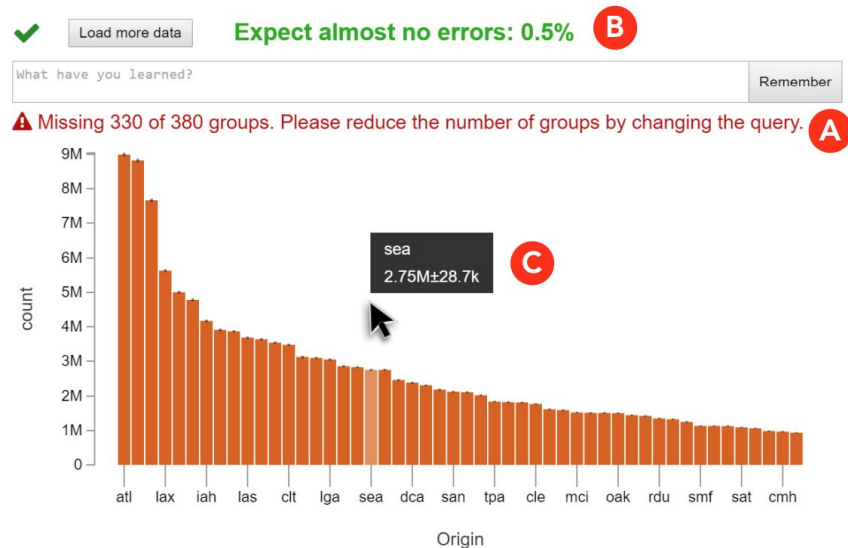 Load more data
Expect almost no errors: 0.5%
B
What have you learned?
Remember
Missing 330 of 380 groups. Please reduce the number of groups by changing the query.
A
9M
8M
7M
6M
5M
4M
3M
2M
1M
0
count
sea
2.75M±28.7k
C
atl lax iah las clt lga sea dca san tpa cle mci oak rdu smf sat cmh
Origin